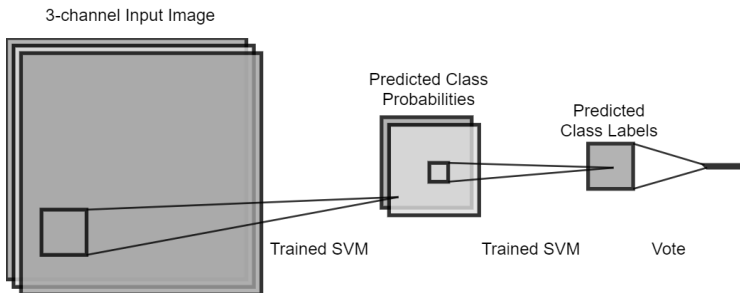 3-channel Input Image
Predicted Class
Probabilities
Predicted
Class Labels
Trained SVM
Trained SVM
Vote